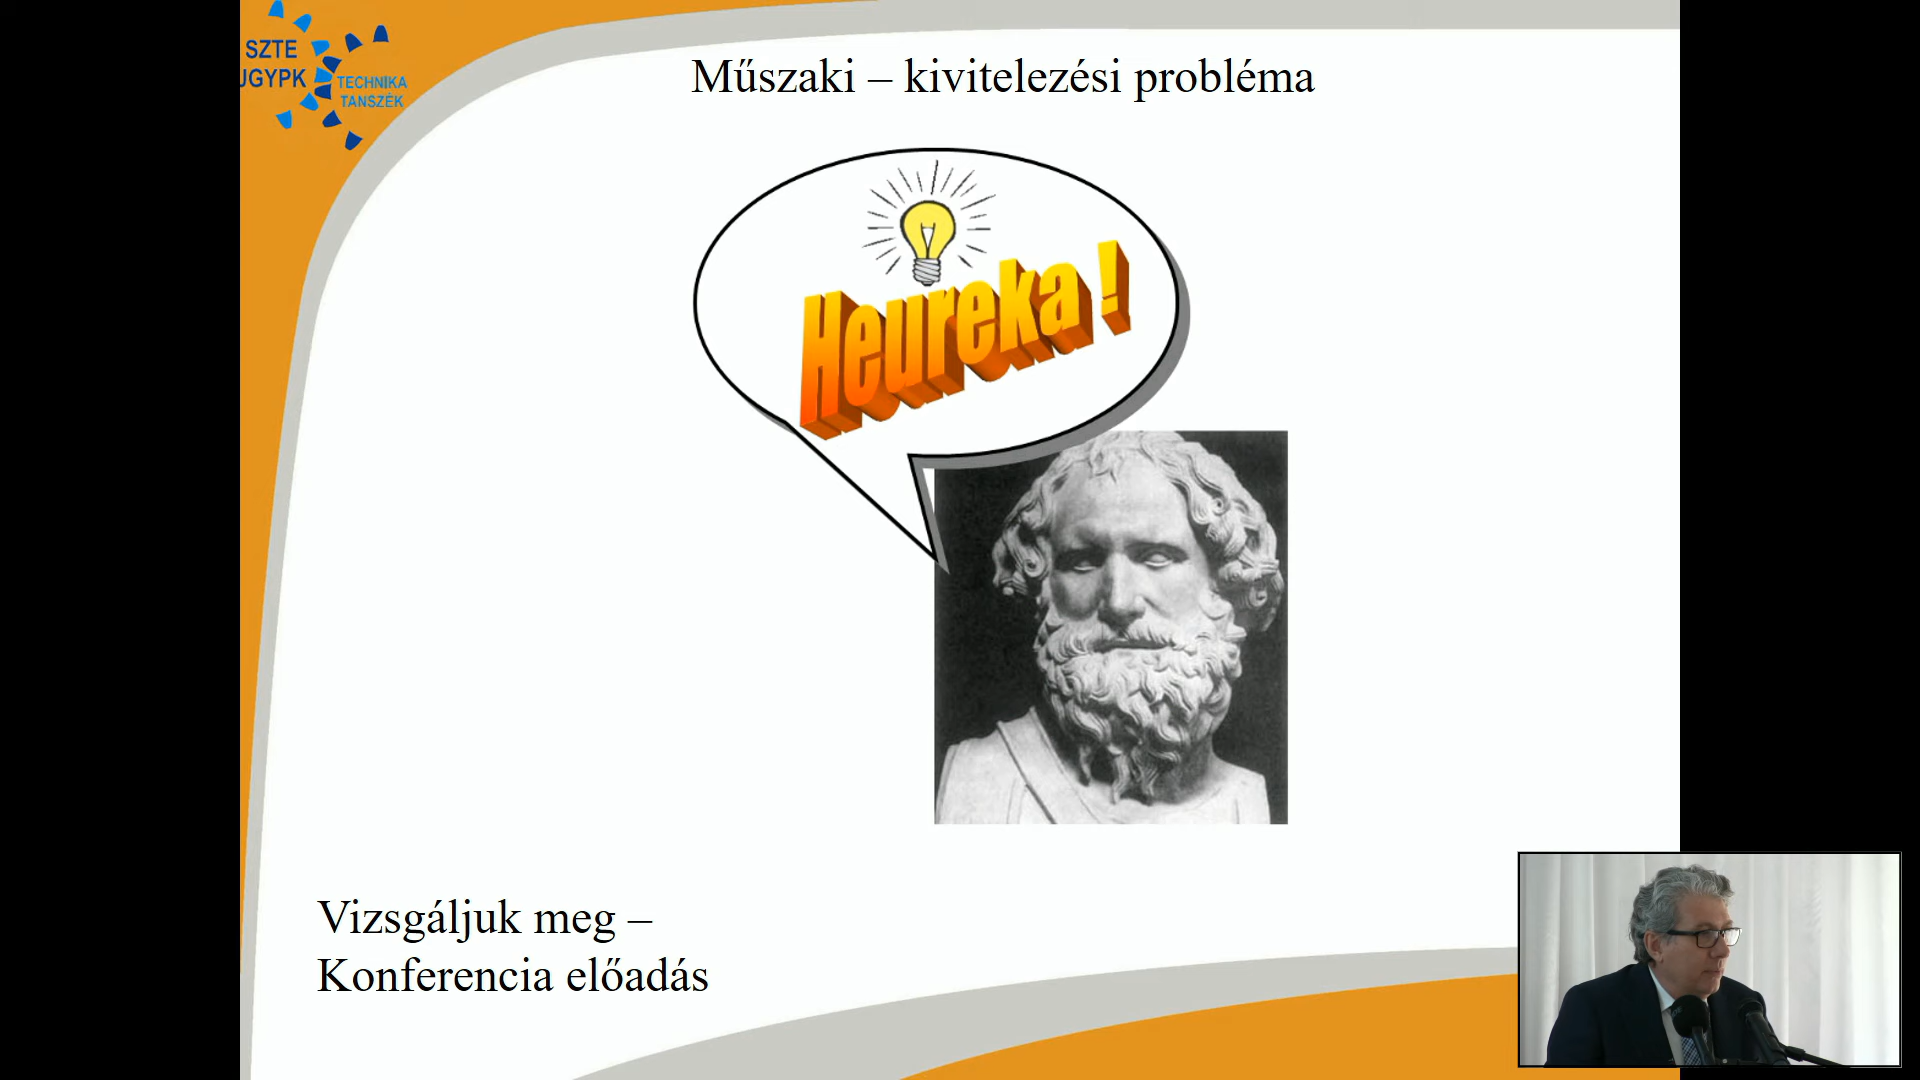 SZTE
JGYPK
TECHNIKA
TANSZÉK
Műszaki – kivitelezési probléma
Heureka !
Vizsgáljuk meg –
Konferencia előadás